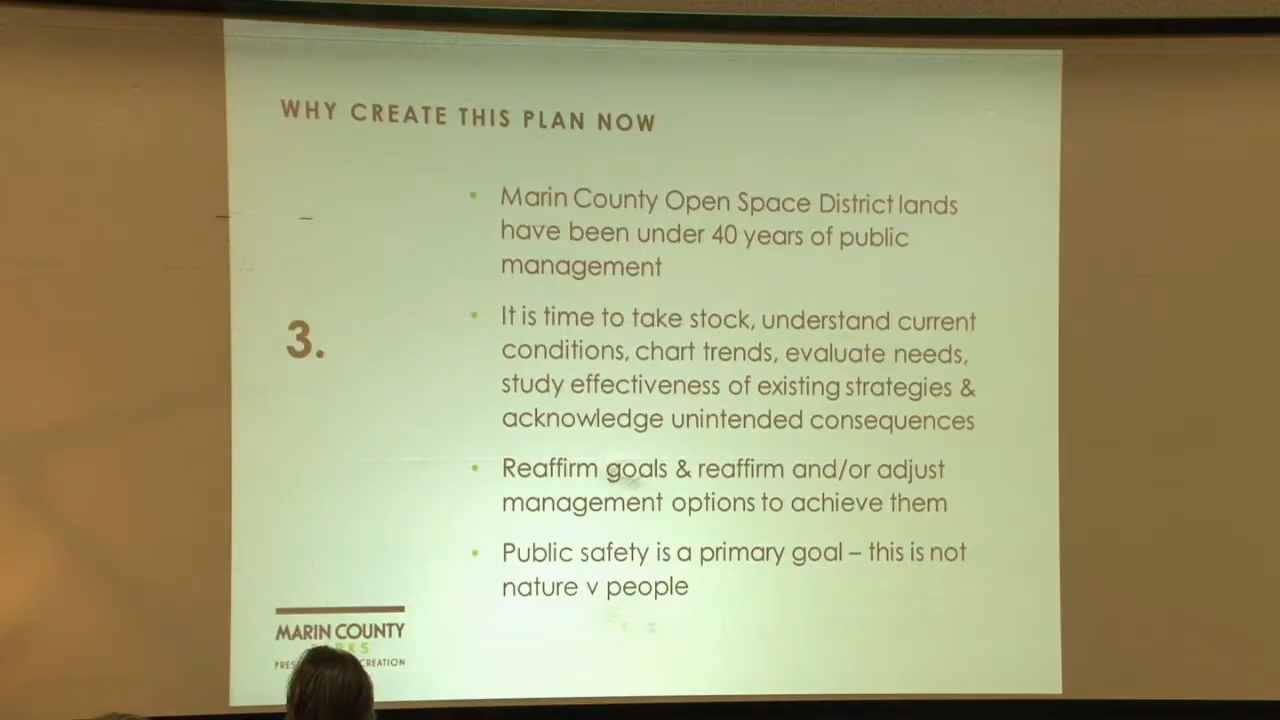 WHY CREATE THIS PLAN NOW
3.
• Marin County Open Space District lands
have been under 40 years of public
management
• It is time to take stock, understand current
conditions, chart trends, evaluate needs,
study effectiveness of existing strategies &
acknowledge unintended consequences
• Reaffirm goals & reaffirm and/or adjust
management options to achieve them
• Public safety is a primary goal – this is not
nature v people
MARIN COUNTY